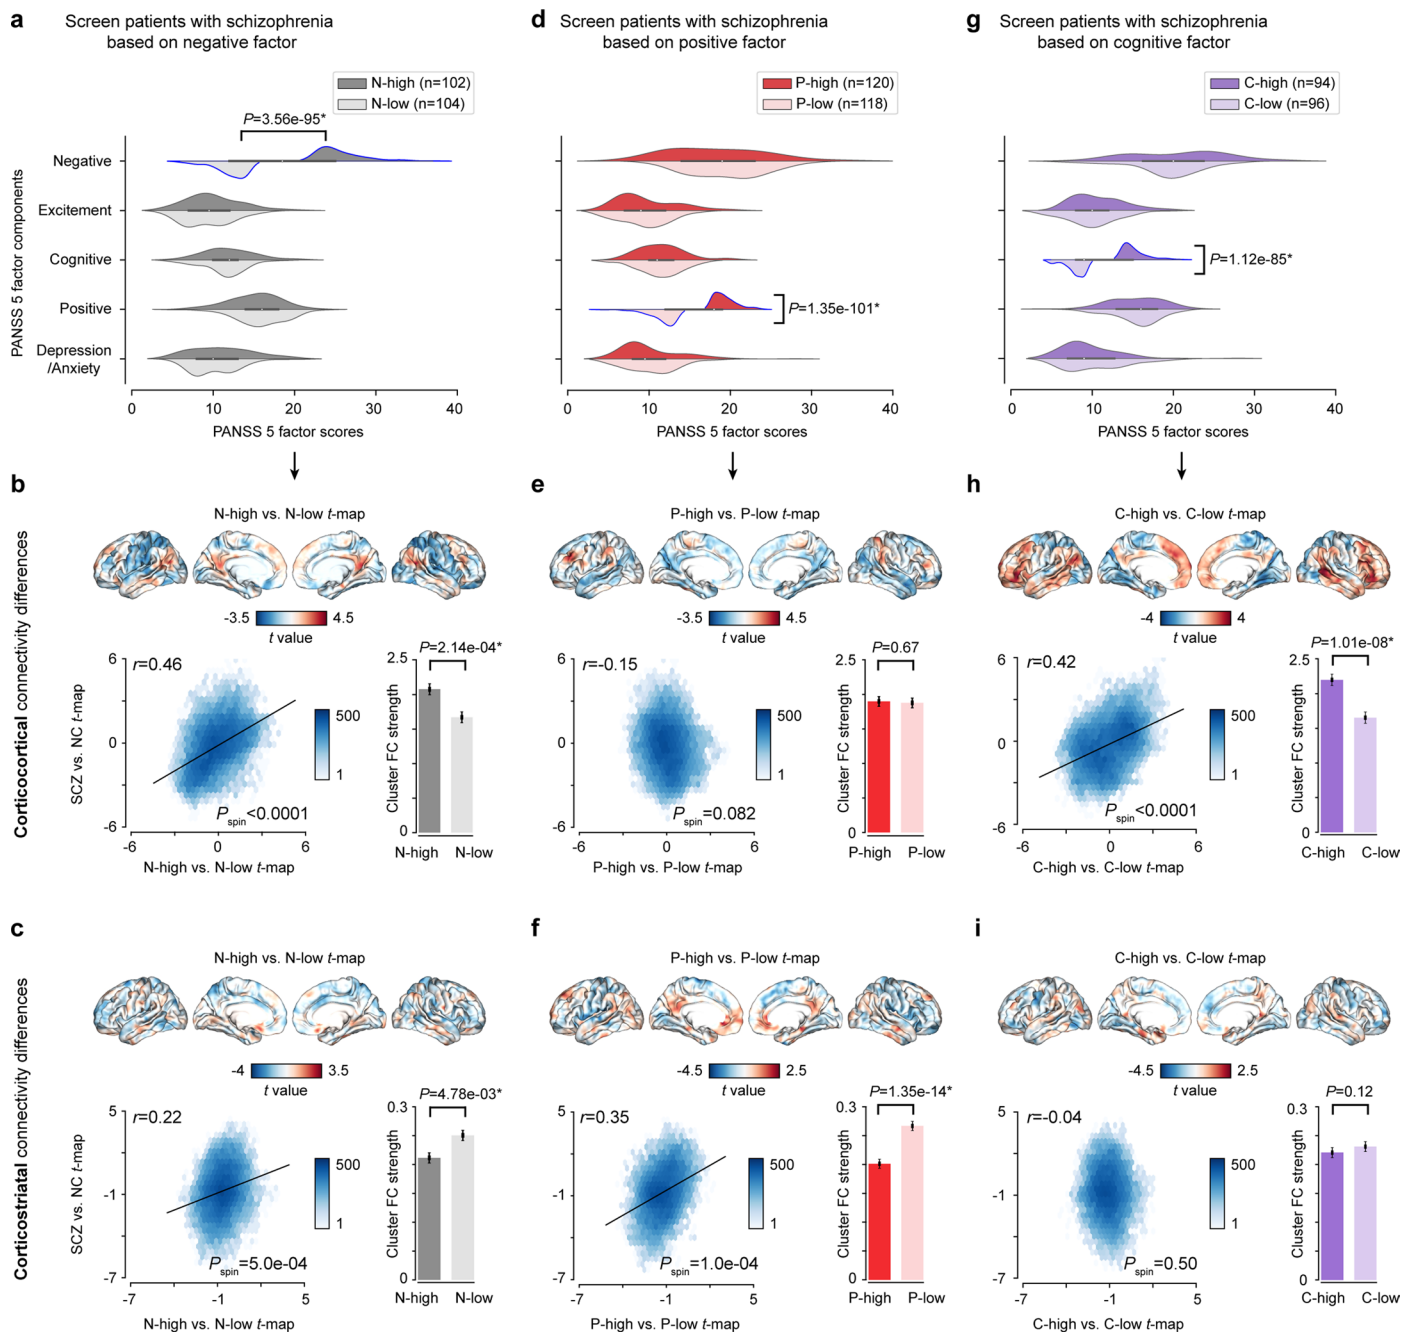 a
Screen patients with schizophrenia
based on negative factor
N-high (n=102)
N-low (n=104)
P=3.56e-95*
PANSS 5 factor components
Negative
Excitement
Cognitive
Positive
Depression
/Anxiety
0 10 20 30 40
PANSS 5 factor scores
d
Screen patients with schizophrenia
based on positive factor
P-high (n=120)
P-low (n=118)
P=1.35e-101*
0 10 20 30 40
PANSS 5 factor scores
g
Screen patients with schizophrenia
based on cognitive factor
C-high (n=94)
C-low (n=96)
P=1.12e-85*
0 10 20 30 40
PANSS 5 factor scores
Corticocortical connectivity differences
b
N-high vs. N-low t-map
-3.5 4.5
t value
SCZ vs. NC t-map
6
0
-6
r=0.46
500
1
Pspin<0.0001
-6 0 6
N-high vs. N-low t-map
P=2.14e-04*
Cluster FC strength
2.5
0
N-high N-low
e
P-high vs. P-low t-map
-3.5 4.5
t value
6
0
-6
r=-0.15
500
1
Pspin=0.082
-6 0 6
P-high vs. P-low t-map
P=0.67
Cluster FC strength
2.5
0
P-high P-low
h
C-high vs. C-low t-map
-4 4
t value
6
0
-6
r=0.42
500
1
Pspin<0.0001
-6 0 6
C-high vs. C-low t-map
P=1.01e-08*
Cluster FC strength
2.5
0
C-high C-low
Corticostriatal connectivity differences
c
N-high vs. N-low t-map
-4 3.5
t value
SCZ vs. NC t-map
5
-1
-7
r=0.22
500
1
Pspin=5.0e-04
-7 -1 5
N-high vs. N-low t-map
P=4.78e-03*
Cluster FC strength
0.3
0
N-high N-low
f
P-high vs. P-low t-map
-4.5 2.5
t value
5
-1
-7
r=0.35
500
1
Pspin=1.0e-04
-7 -1 5
P-high vs. P-low t-map
P=1.35e-14*
Cluster FC strength
0.3
0
P-high P-low
i
C-high vs. C-low t-map
-4.5 2.5
t value
5
-1
-7
r=-0.04
500
1
Pspin=0.50
-7 -1 5
C-high vs. C-low t-map
P=0.12
Cluster FC strength
0.3
0
C-high C-low